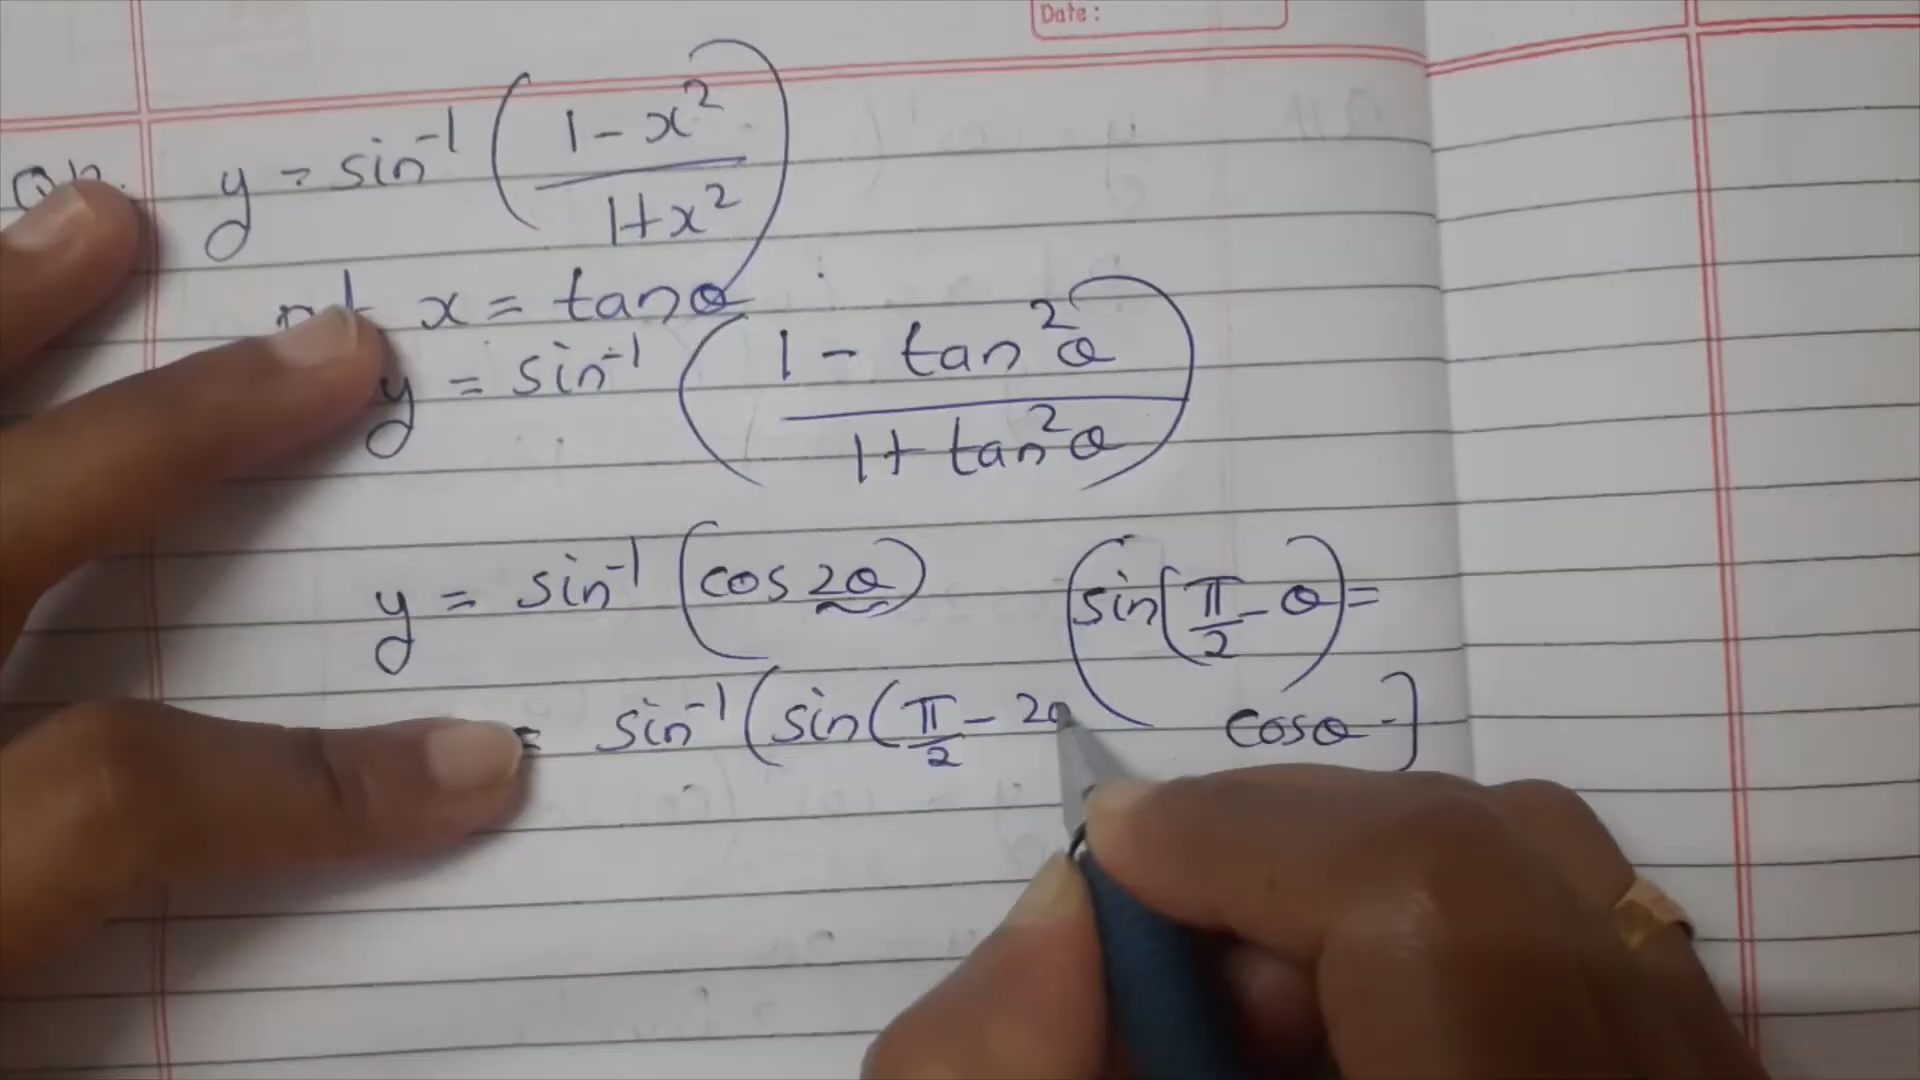 Date :
y = sin⁻¹ ( (1 - x²) / (1 + x²) )
x = tanθ
y = sin⁻¹ ( (1 - tan²θ) / (1 + tan²θ) )
y = sin⁻¹ (cos 2θ) (sin(π/2 - θ) =
= sin⁻¹ (sin(π/2 - 2θ cosθ ]